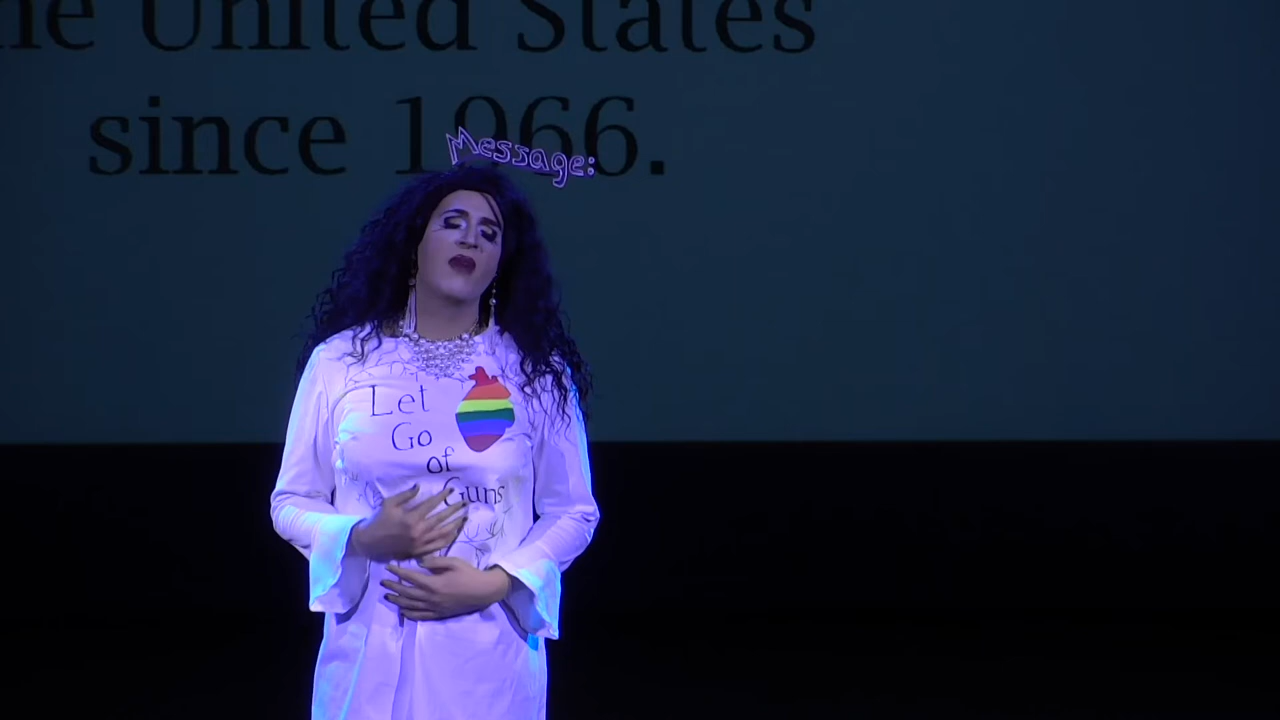 he United States
since 1966.
Message:
Let
Go
of
Guns